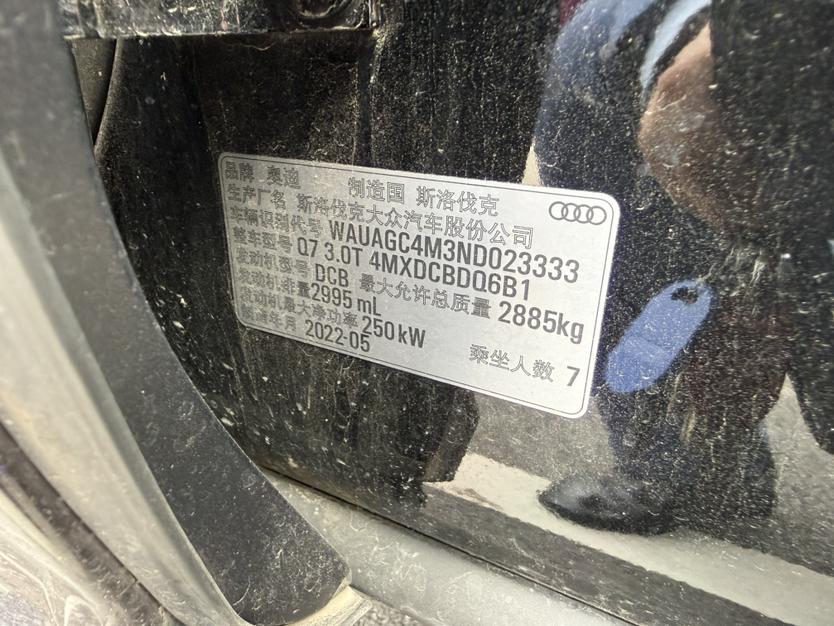 品牌 奥迪 制造国 斯洛伐克
生产厂名 斯洛伐克大众汽车股份公司
车辆识别代号 WAUAGC4M3ND023333
整车型号 Q7 3.0T 4MXDCBDQ6B1
发动机型号 DCB 最大允许总质量 2885kg
发动机排量 2995 mL
发动机最大净功率 250kW
制造年月 2022-05 乘坐人数 7